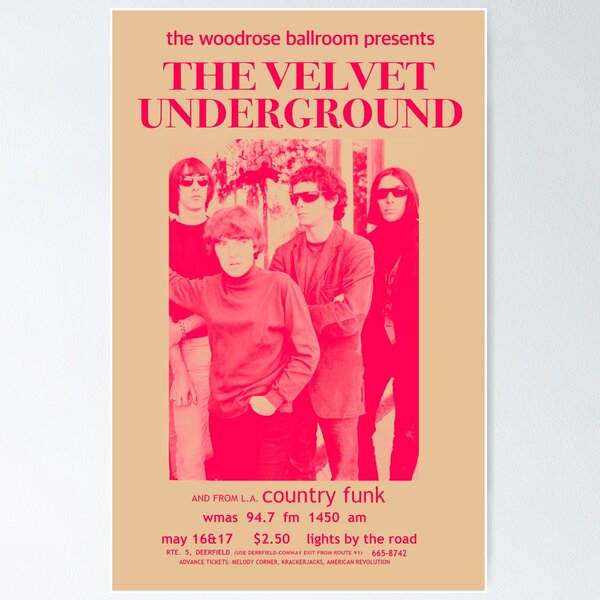 the woodrose ballroom presents
THE VELVET
UNDERGROUND
AND FROM L.A. country funk
wmas 94.7 fm 1450 am
may 16&17 $2.50 lights by the road
RTE. 5, DEERFIELD (USE DERRFIELD-CONWAY EXIT FROM ROUTE 91) 665-8742
ADVANCE TICKETS: MELODY CORNER, KRACKERJACKS, AMERICAN REVOLUTION